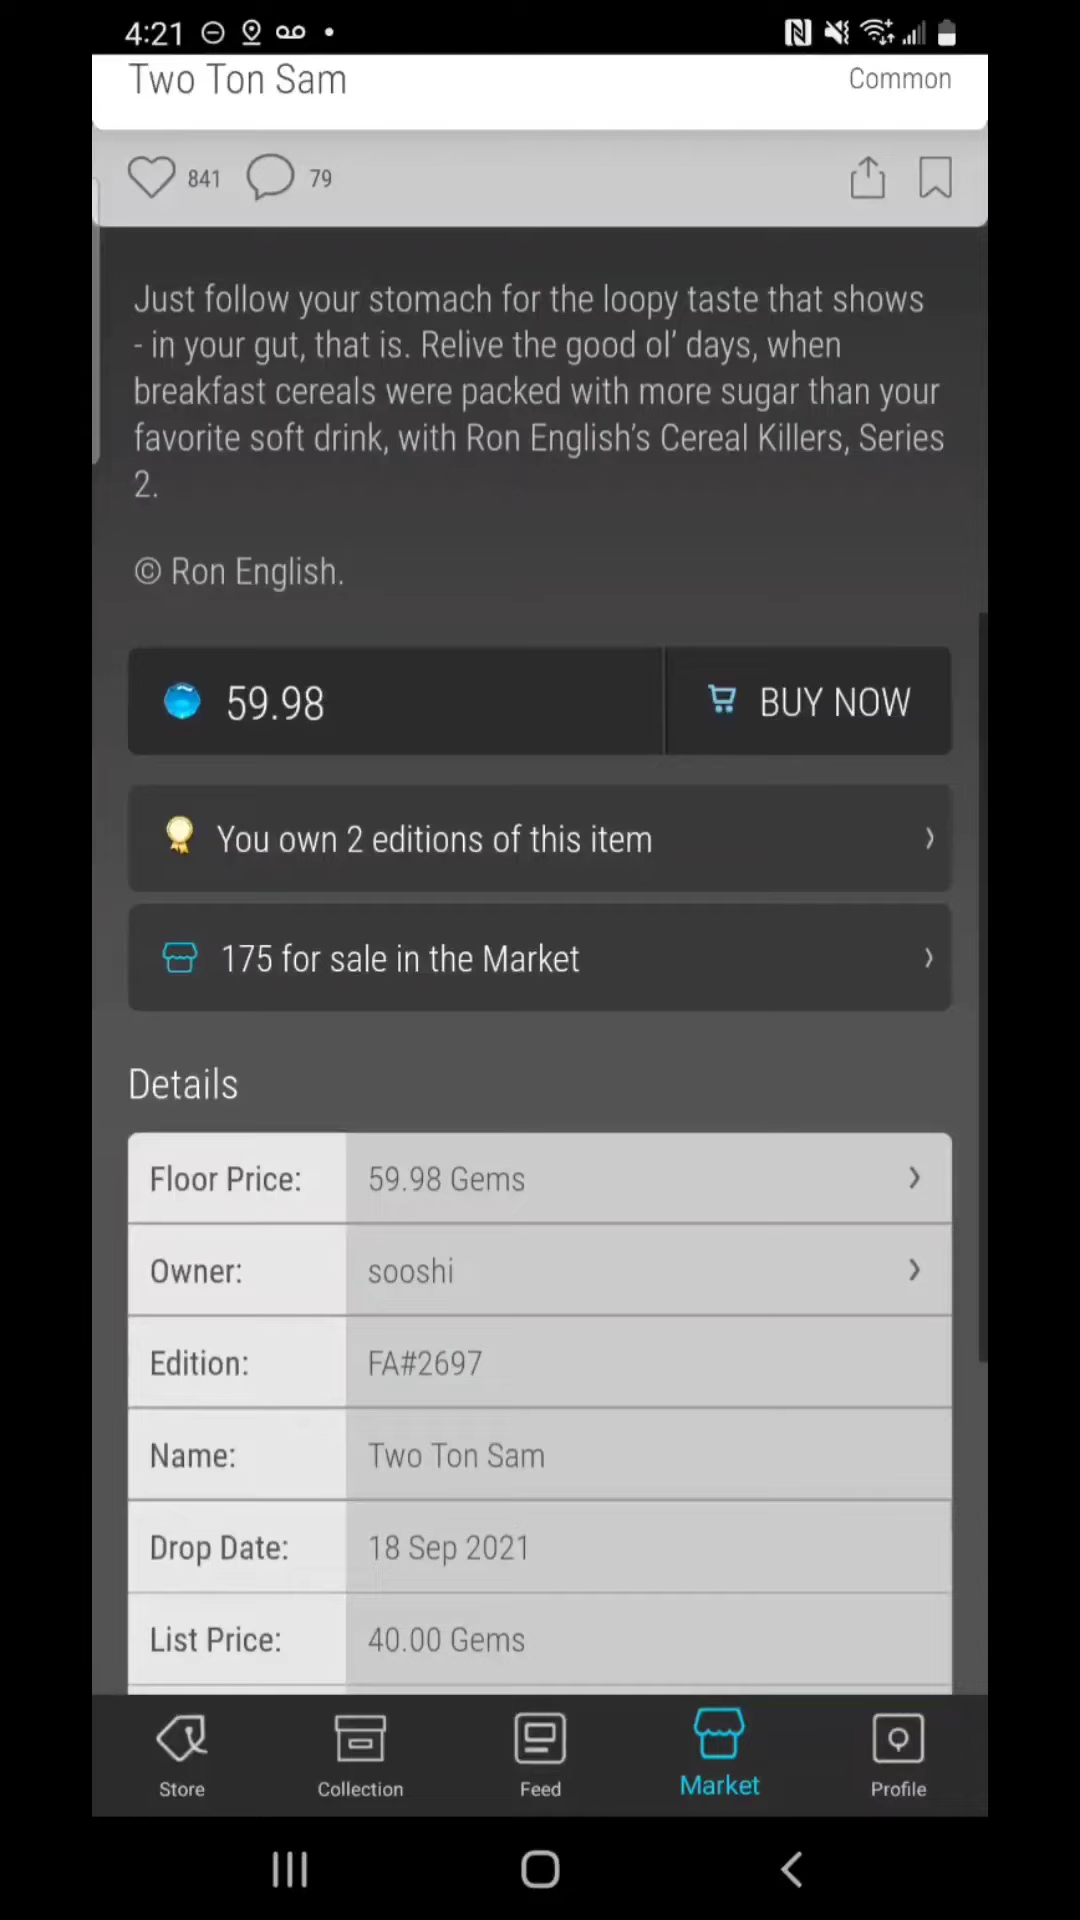 4:21
Two Ton Sam
Common
841
79
Just follow your stomach for the loopy taste that shows
- in your gut, that is. Relive the good ol’ days, when
breakfast cereals were packed with more sugar than your
favorite soft drink, with Ron English’s Cereal Killers, Series
2.
© Ron English.
59.98
BUY NOW
You own 2 editions of this item
175 for sale in the Market
Details
Floor Price: 59.98 Gems
Owner: sooshi
Edition: FA#2697
Name: Two Ton Sam
Drop Date: 18 Sep 2021
List Price: 40.00 Gems
Store Collection Feed Market Profile